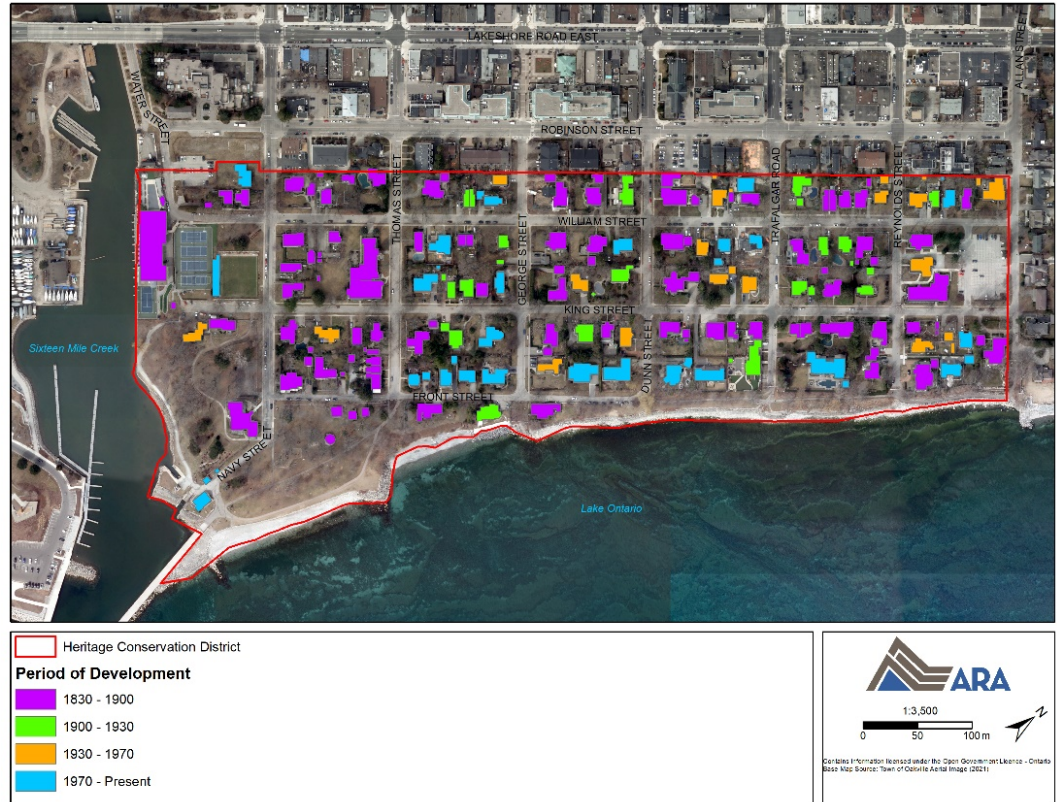 LAKESHORE ROAD EAST
ALLAN STREET
WATER STREET
ROBINSON STREET
THOMAS STREET
TRAFALGAR ROAD
REYNOLDS STREET
WILLIAM STREET
GEORGE STREET
KING STREET
Sixteen Mile Creek
DUNN STREET
FRONT STREET
NAVY STREET
Lake Ontario
Heritage Conservation District
Period of Development
1830 - 1900
1900 - 1930
1930 - 1970
1970 - Present
ARA
1:3,500
N
0 50 100 m
Contains information licensed under the Open Government Licence - Ontario
Base Map Source: Town of Oakville Aerial Image (2021)